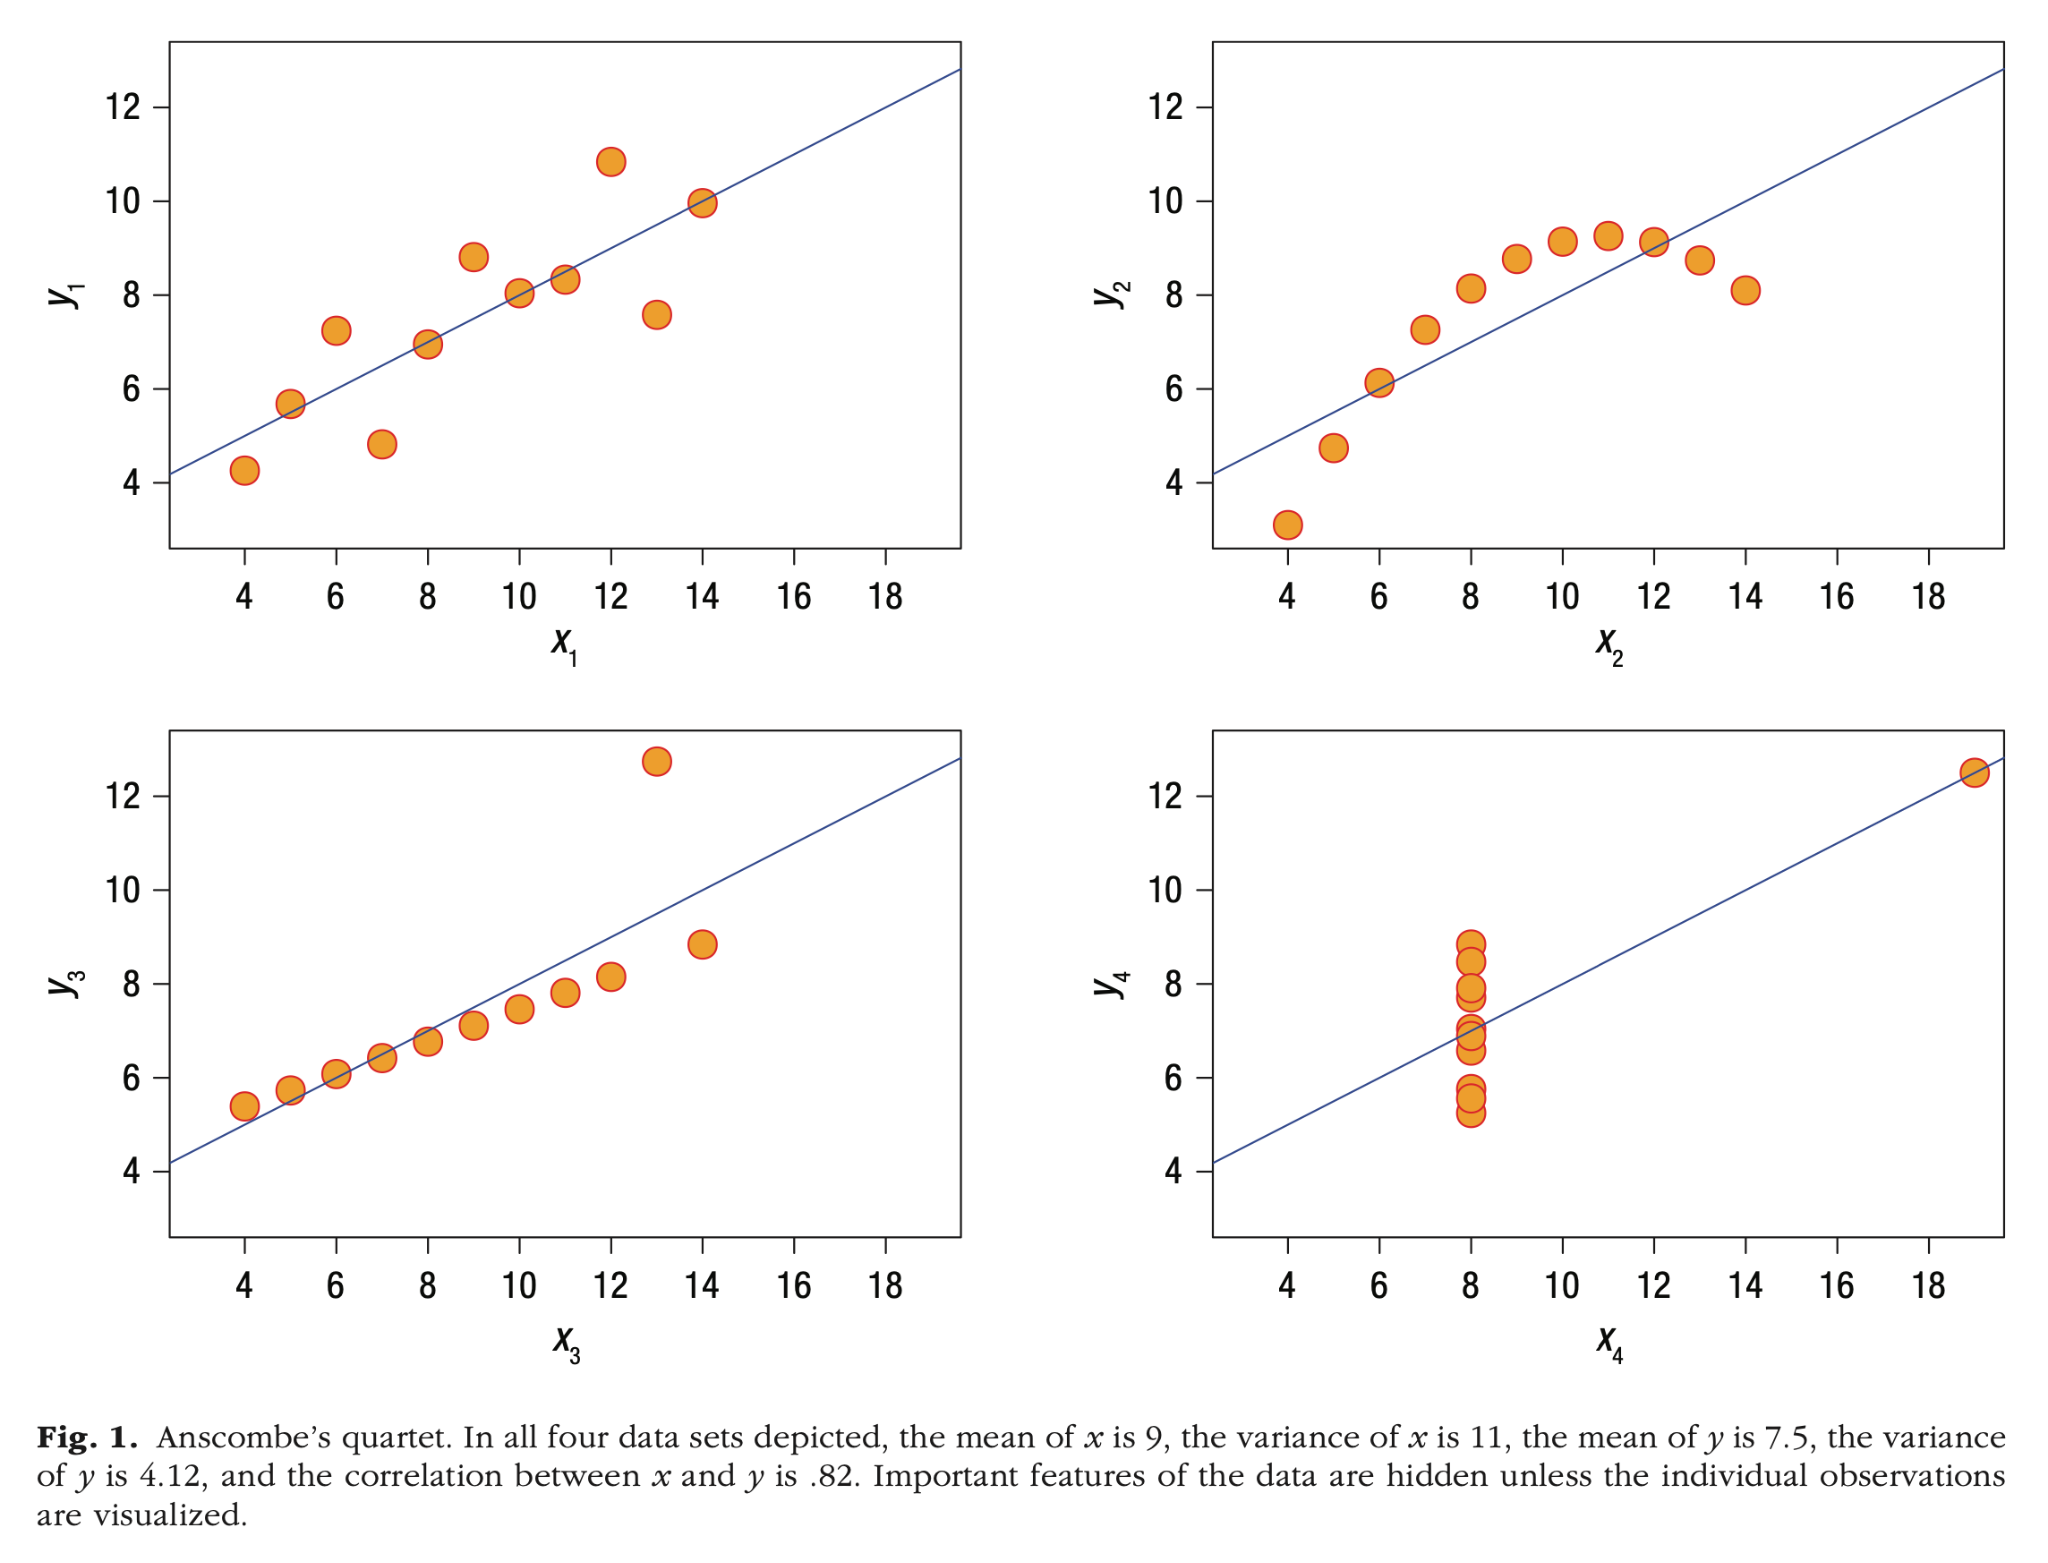 12
10
8
6
4
y1
4 6 8 10 12 14 16 18
x1
12
10
8
6
4
y2
4 6 8 10 12 14 16 18
x2
12
10
8
6
4
y3
4 6 8 10 12 14 16 18
x3
12
10
8
6
4
y4
4 6 8 10 12 14 16 18
x4
Fig. 1. Anscombe’s quartet. In all four data sets depicted, the mean of x is 9, the variance of x is 11, the mean of y is 7.5, the variance
of y is 4.12, and the correlation between x and y is .82. Important features of the data are hidden unless the individual observations
are visualized.